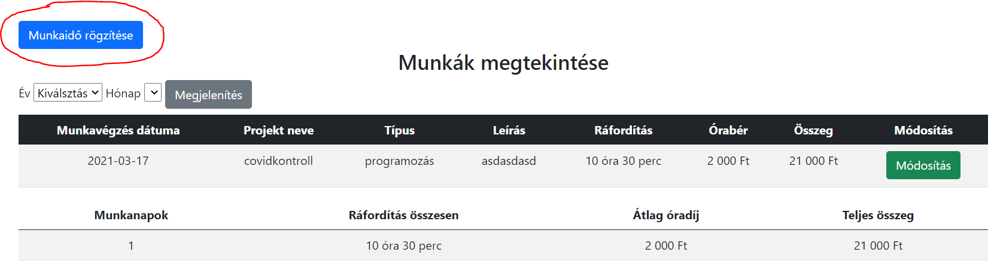 Munkaidő rögzítése
Munkák megtekintése
Év Kiválsztás Hónap Megjelenítés
Munkavégzés dátuma Projekt neve Típus Leírás Ráfordítás Órabér Összeg Módosítás
2021-03-17 covidkontroll programozás asdasdasd 10 óra 30 perc 2 000 Ft 21 000 Ft Módosítás
Munkanapok Ráfordítás összesen Átlag óradíj Teljes összeg
1 10 óra 30 perc 2 000 Ft 21 000 Ft